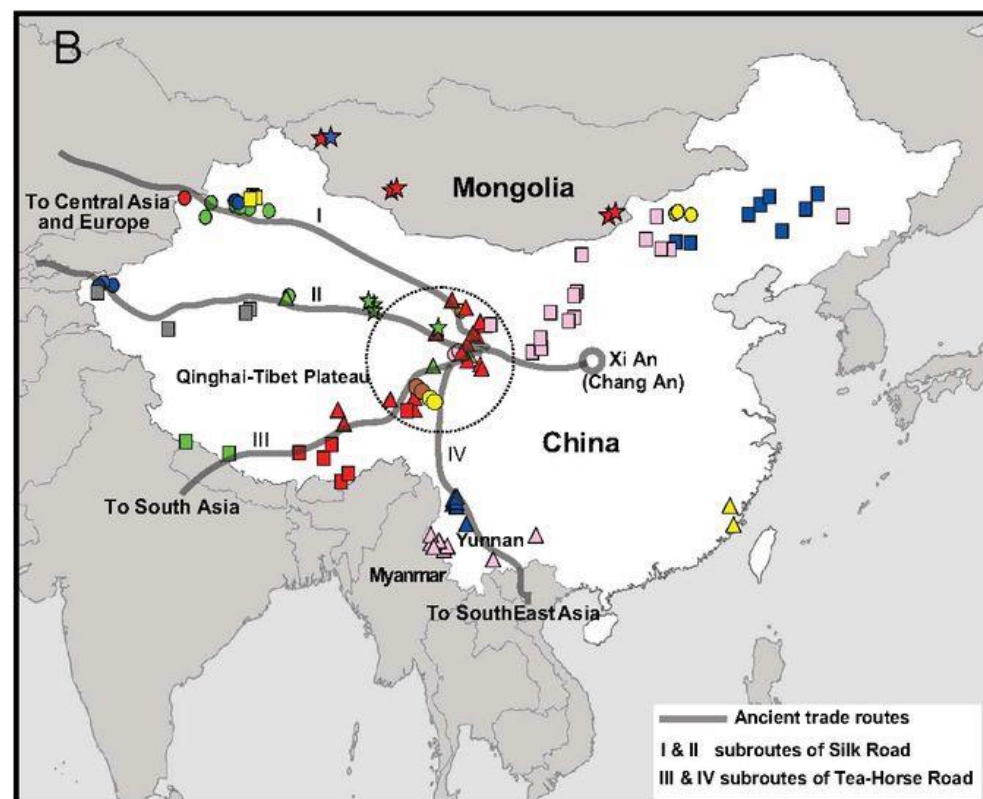 B
Mongolia
To Central Asia
and Europe
I
II
Xi An
(Chang An)
Qinghai-Tibet Plateau
China
III
IV
To South Asia
Yunnan
Myanmar
To SouthEast Asia
Ancient trade routes
I & II subroutes of Silk Road
III & IV subroutes of Tea-Horse Road